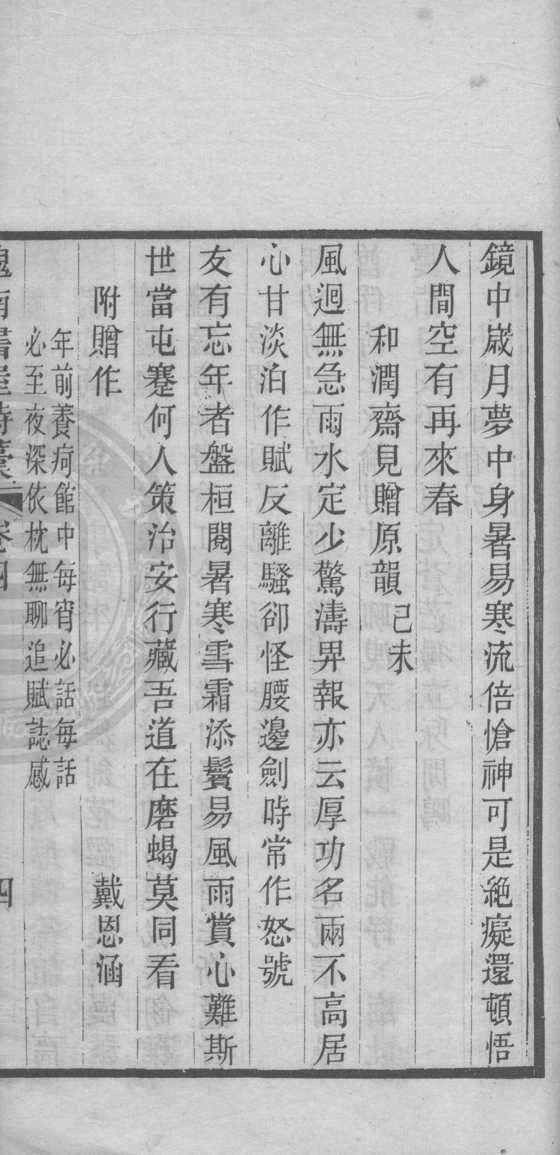 鏡中歲月夢中身暑易寒流倍愴神可是絶癡還頓悟
人間空有再來春
和潤齋見贈原韻己未
風迴無急雨水定少驚濤畀報亦云厚功名兩不高居
心甘淡泊作賦反離騷卻怪腰邊劍時常作怒號
友有忘年者盤桓閱暑寒雪霜添鬢易風雨賞心難斯
世當屯蹇何人策治安行藏吾道在磨蝎莫同看
附贈作 戴恩涵
年前養疴館中每宵必話每話
必至夜深依枕無聊追賦誌感
南書屋詩 卷四 四